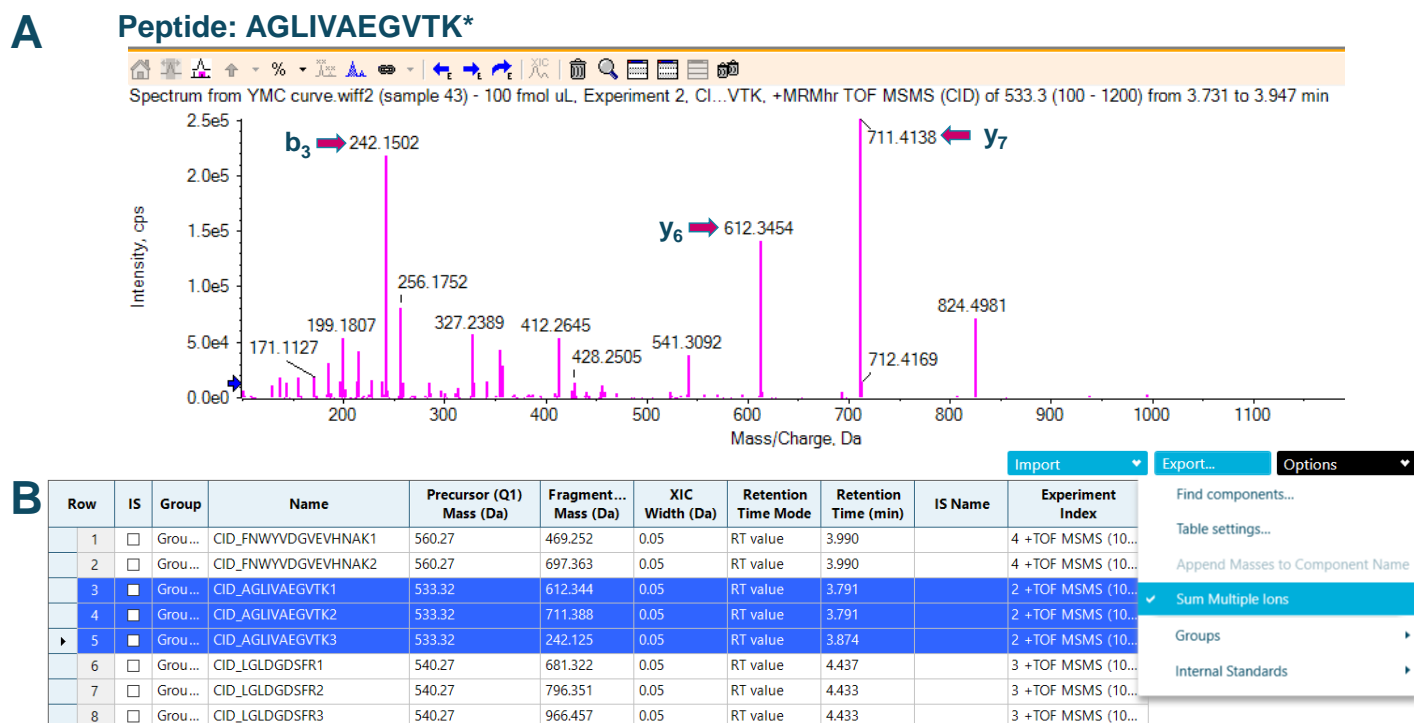 A
Peptide: AGLIVAEGVTK*
% XIC
Spectrum from YMC curve.wiff2 (sample 43) - 100 fmol uL, Experiment 2, CI...VTK, +MRMhr TOF MSMS (CID) of 533.3 (100 - 1200) from 3.731 to 3.947 min
2.5e5
2.0e5
1.5e5
1.0e5
5.0e4
0.0e0
Intensity, cps
b3 242.1502
711.4138 y7
y6 612.3454
256.1752
824.4981
199.1807
327.2389
412.2645
541.3092
171.1127
428.2505
712.4169
200 300 400 500 600 700 800 900 1000 1100
Mass/Charge, Da
Import Export... Options
Find components...
Table settings...
Append Masses to Component Name
Sum Multiple Ions
Groups
Internal Standards
B
Row IS Group Name Precursor (Q1) Mass (Da) Fragment... Mass (Da) XIC Width (Da) Retention Time Mode Retention Time (min) IS Name Experiment Index
1 Grou... CID_FNWYVDGVEVHNAK1 560.27 469.252 0.05 RT value 3.990 4 +TOF MSMS (10...
2 Grou... CID_FNWYVDGVEVHNAK2 560.27 697.363 0.05 RT value 3.990 4 +TOF MSMS (10...
3 Grou... CID_AGLIVAEGVTK1 533.32 612.344 0.05 RT value 3.791 2 +TOF MSMS (10...
4 Grou... CID_AGLIVAEGVTK2 533.32 711.388 0.05 RT value 3.791 2 +TOF MSMS (10...
5 Grou... CID_AGLIVAEGVTK3 533.32 242.125 0.05 RT value 3.874 2 +TOF MSMS (10...
6 Grou... CID_LGLDGDSFR1 540.27 681.322 0.05 RT value 4.437 3 +TOF MSMS (10...
7 Grou... CID_LGLDGDSFR2 540.27 796.351 0.05 RT value 4.433 3 +TOF MSMS (10...
8 Grou... CID_LGLDGDSFR3 540.27 966.457 0.05 RT value 4.433 3 +TOF MSMS (10...